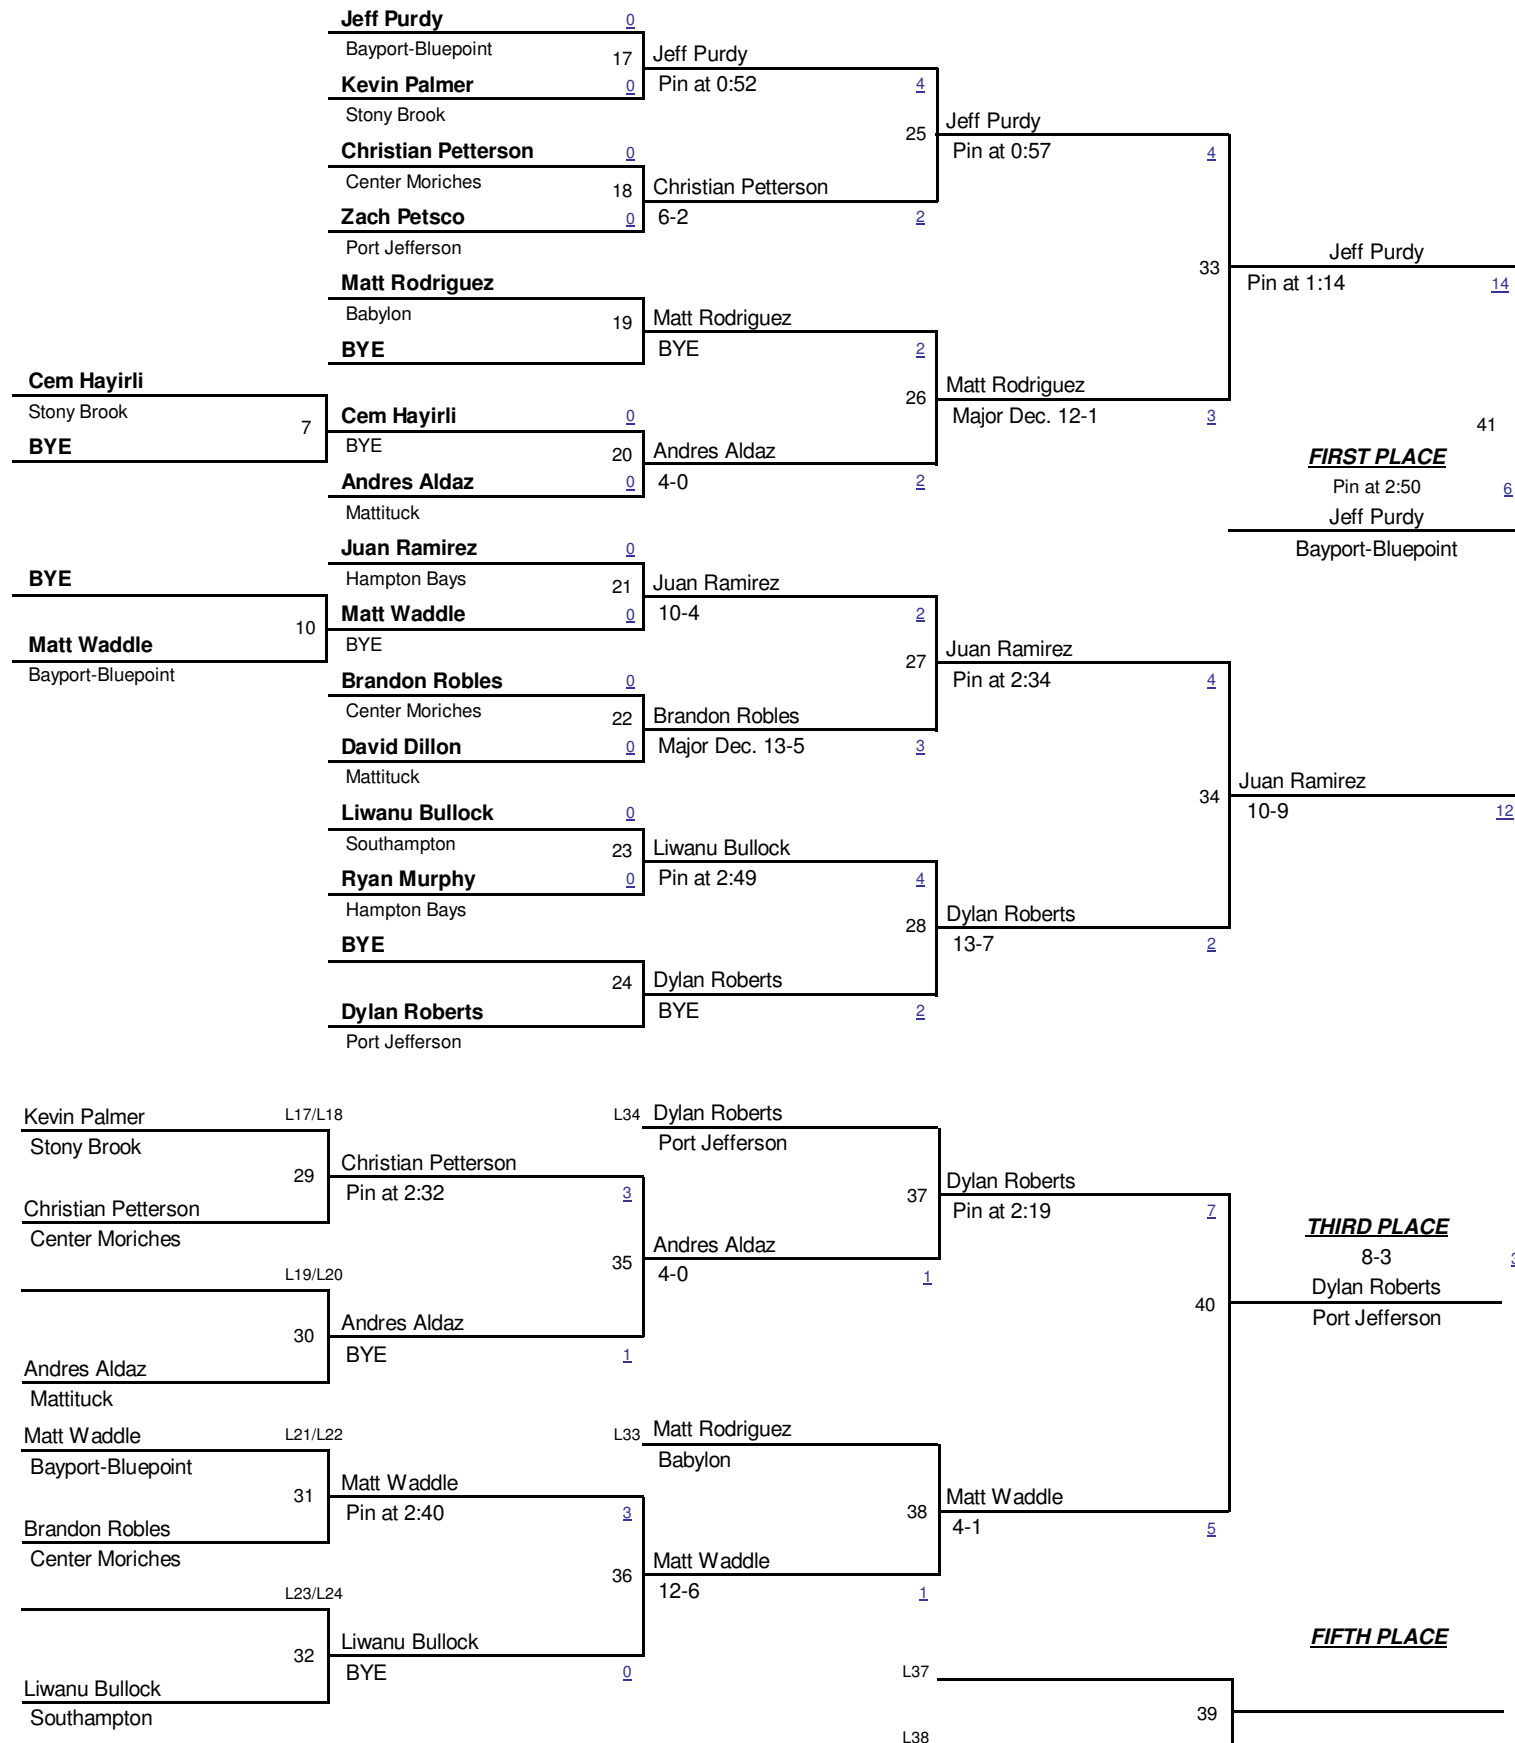 Jeff Purdy 0
Bayport-Bluepoint
17
Kevin Palmer 0
Stony Brook
Jeff Purdy
Pin at 0:52 4
Christian Petterson 0
Center Moriches
18
Zach Petsco 0
Port Jefferson
Christian Petterson
6-2 2
25
Jeff Purdy
Pin at 0:57 4
Matt Rodriguez
Babylon
19
BYE
Matt Rodriguez
BYE 2
Cem Hayirli
Stony Brook
7
BYE
Cem Hayirli 0
BYE
20
Andres Aldaz 0
Mattituck
Andres Aldaz
4-0 2
26
Matt Rodriguez
Major Dec. 12-1 3
33
Jeff Purdy
Pin at 1:14 14
41
FIRST PLACE
Pin at 2:50 6
Jeff Purdy
Bayport-Bluepoint
BYE
10
Matt Waddle
Bayport-Bluepoint
Juan Ramirez 0
Hampton Bays
21
Matt Waddle 0
BYE
Juan Ramirez
10-4 2
Brandon Robles 0
Center Moriches
22
David Dillon 0
Mattituck
Brandon Robles
Major Dec. 13-5 3
27
Juan Ramirez
Pin at 2:34 4
Liwanu Bullock 0
Southampton
23
Ryan Murphy 0
Hampton Bays
Liwanu Bullock
Pin at 2:49 4
BYE
24
Dylan Roberts
Port Jefferson
Dylan Roberts
BYE 2
28
Dylan Roberts
13-7 2
34
Juan Ramirez
10-9 12
Kevin Palmer L17/L18
Stony Brook
29
Christian Petterson
Center Moriches
Christian Petterson
Pin at 2:32 3
L19/L20
30
Andres Aldaz
Mattituck
Andres Aldaz
BYE 1
35
L34 Dylan Roberts
Port Jefferson
37
Andres Aldaz
4-0 1
Dylan Roberts
Pin at 2:19 7
Matt Waddle L21/L22
Bayport-Bluepoint
31
Brandon Robles
Center Moriches
Matt Waddle
Pin at 2:40 3
L23/L24
32
Liwanu Bullock
Southampton
Liwanu Bullock
BYE 0
36
L33 Matt Rodriguez
Babylon
38
Matt Waddle
12-6 1
Matt Waddle
4-1 5
40
THIRD PLACE
8-3
Dylan Roberts
Port Jefferson
FIFTH PLACE
L37
39
L38